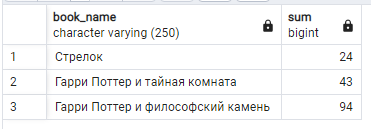 book_name sum
character varying (250) bigint
1 Стрелок 24
2 Гарри Поттер и тайная комната 43
3 Гарри Поттер и философский камень 94